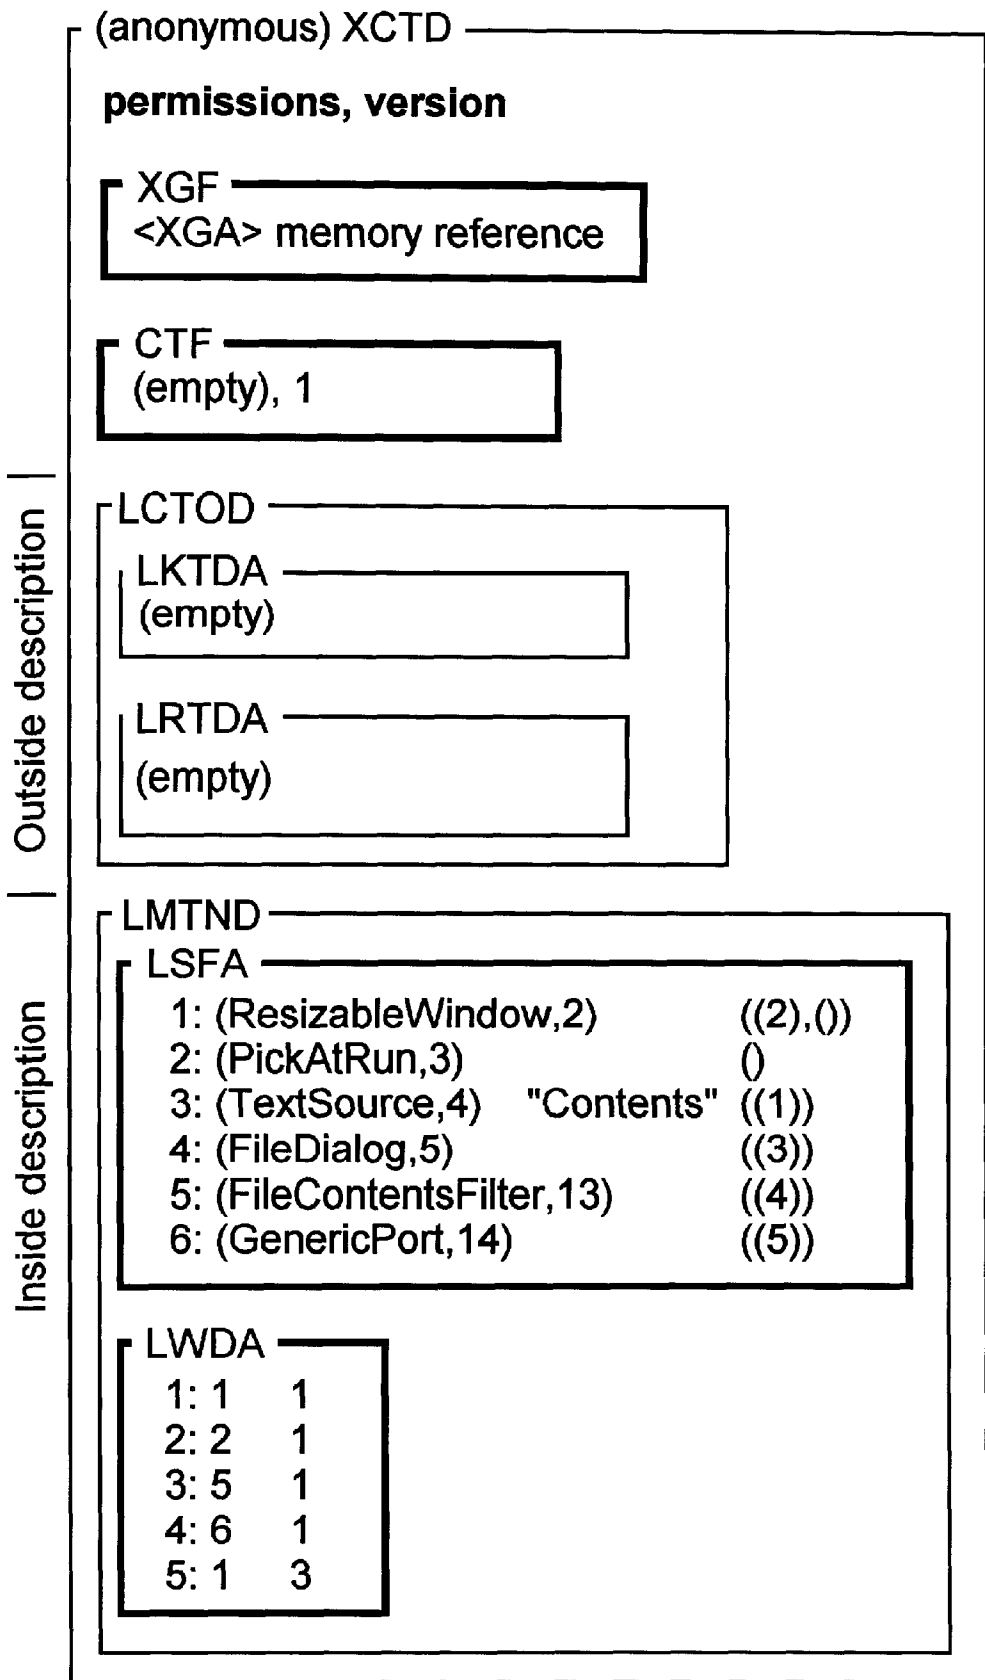 (anonymous) XCTD
permissions, version
XGF
<XGA> memory reference
CTF
(empty), 1
Outside description
LCTOD
LKTDA
(empty)
LRTDA
(empty)
Inside description
LMTND
LSFA
1: (ResizableWindow,2) ((2),())
2: (PickAtRun,3) ()
3: (TextSource,4) "Contents" ((1))
4: (FileDialog,5) ((3))
5: (FileContentsFilter,13) ((4))
6: (GenericPort,14) ((5))
LWDA
1: 1 1
2: 2 1
3: 5 1
4: 6 1
5: 1 3